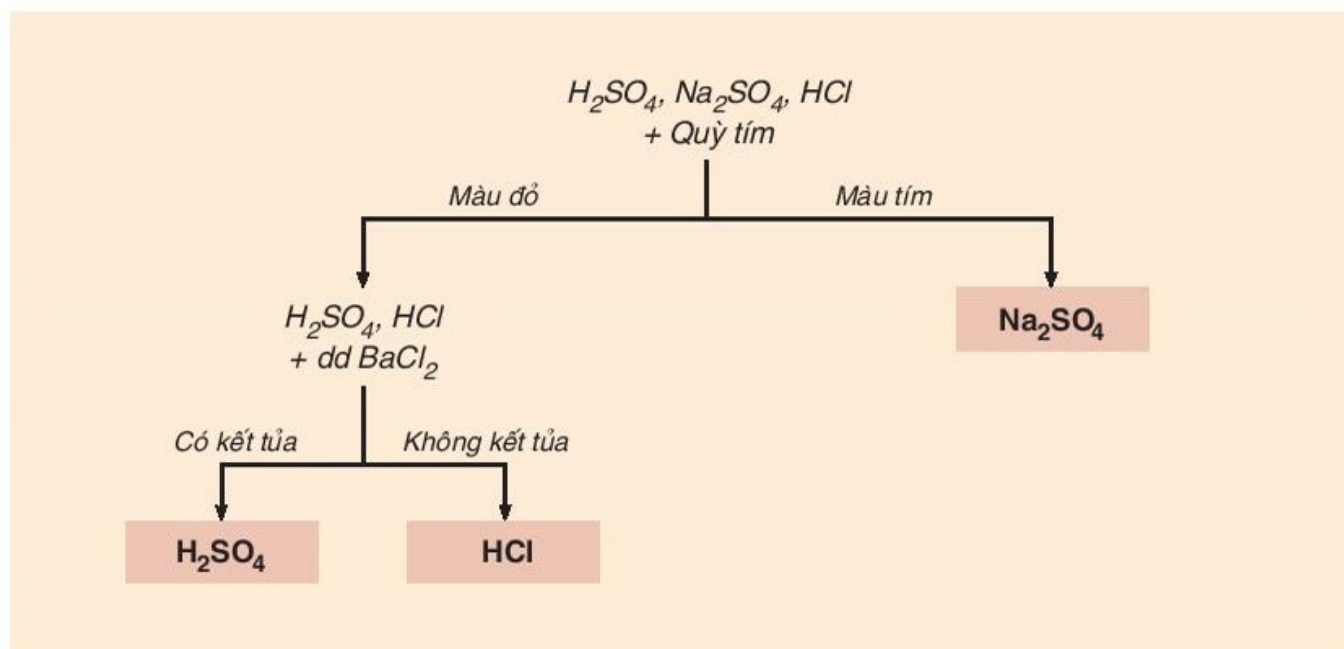 H₂SO₄, Na₂SO₄, HCl
+ Quỳ tím
Màu đỏ
Màu tím
H₂SO₄, HCl
+ dd BaCl₂
Na₂SO₄
Có kết tủa
Không kết tủa
H₂SO₄
HCl